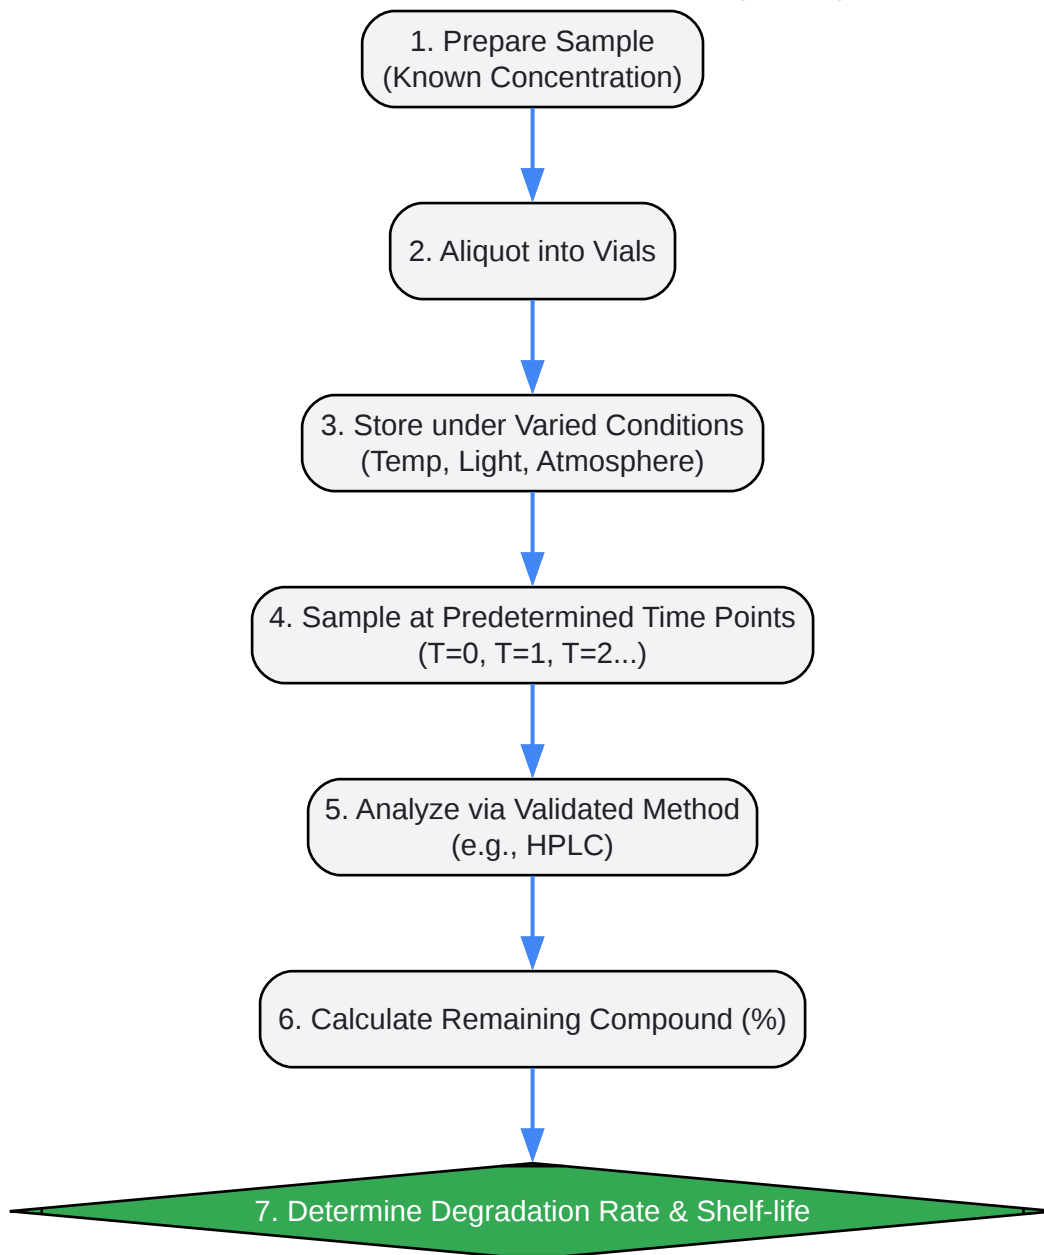 1. Prepare Sample
(Known Concentration)
2. Aliquot into Vials
3. Store under Varied Conditions
(Temp, Light, Atmosphere)
4. Sample at Predetermined Time Points
(T=0, T=1, T=2...)
5. Analyze via Validated Method
(e.g., HPLC)
6. Calculate Remaining Compound (%)
7. Determine Degradation Rate & Shelf-life